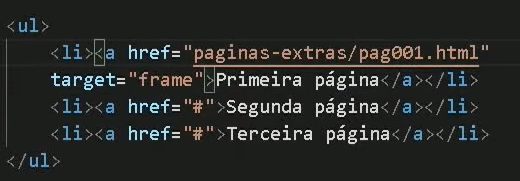 <ul>
<li><a href="paginas-extras/pag001.html"
target="frame">Primeira página</a></li>
<li><a href="#">Segunda página</a></li>
<li><a href="#">Terceira página</a></li>
</ul>